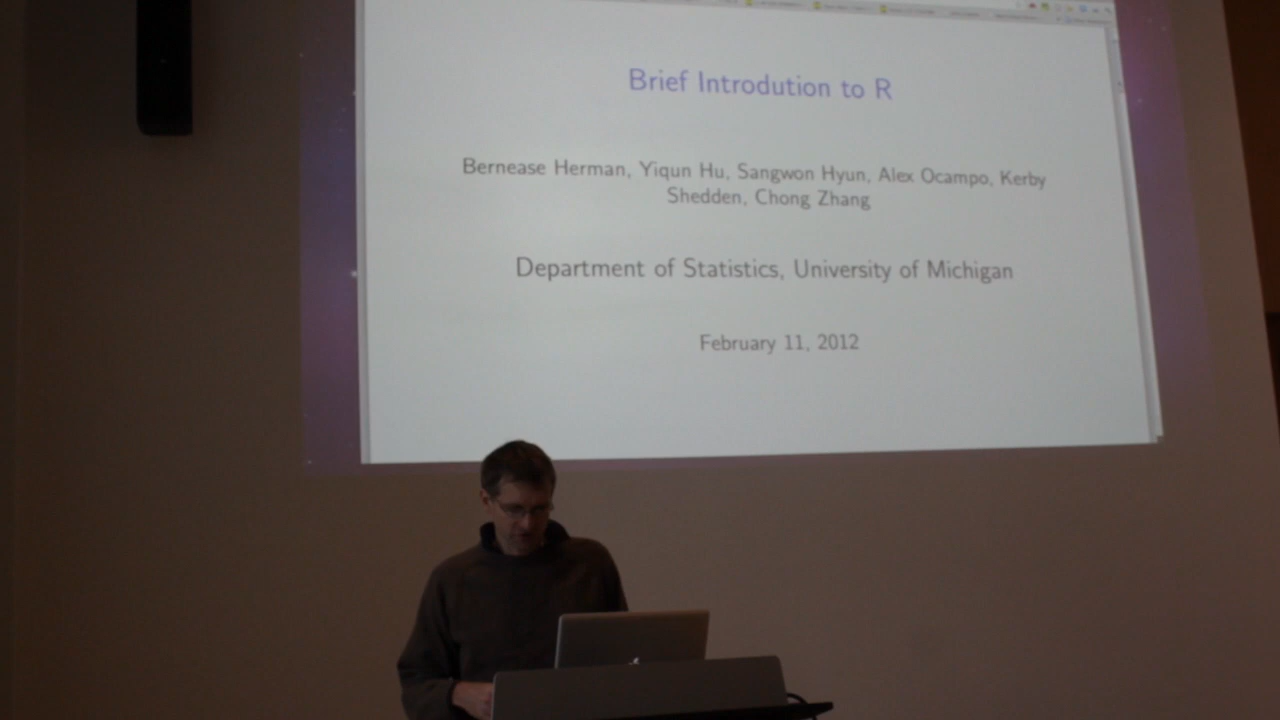 Brief Introdution to R
Bernease Herman, Yiqun Hu, Sangwon Hyun, Alex Ocampo, Kerby
Shedden, Chong Zhang
Department of Statistics, University of Michigan
February 11, 2012